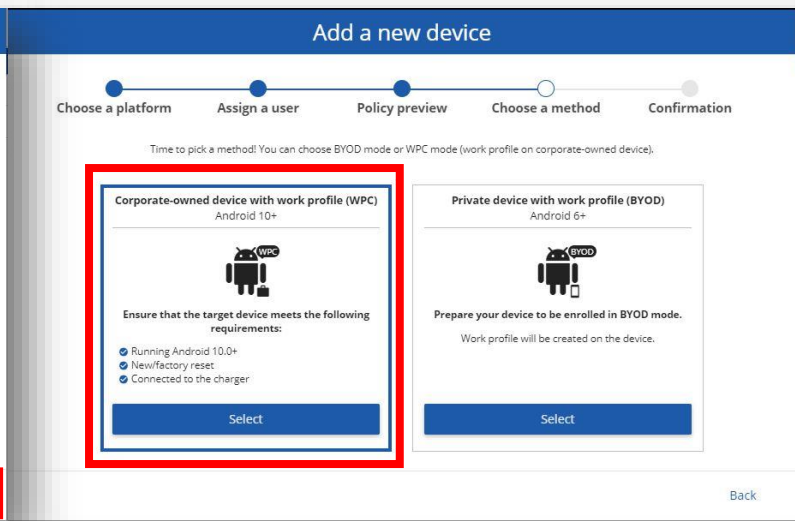 Add a new device
Choose a platform
Assign a user
Policy preview
Choose a method
Confirmation
Time to pick a method! You can choose BYOD mode or WPC mode (work profile on corporate-owned device).
Corporate-owned device with work profile (WPC)
Android 10+
WPC
Ensure that the target device meets the following
requirements:
Running Android 10.0+
New/factory reset
Connected to the charger
Select
Private device with work profile (BYOD)
Android 6+
BYOD
Prepare your device to be enrolled in BYOD mode.
Work profile will be created on the device.
Select
Back